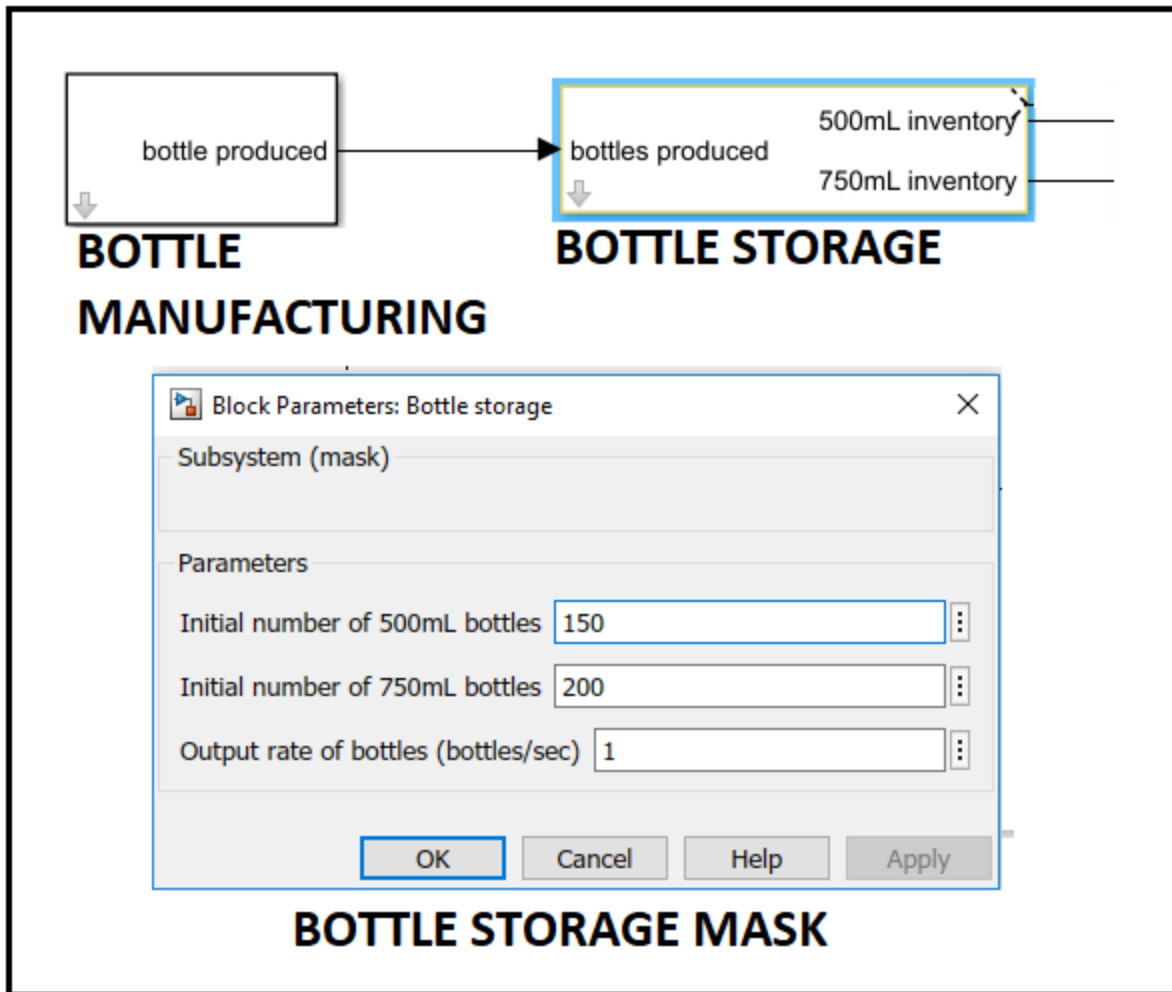 bottle produced
bottles produced
500mL inventory
750mL inventory
BOTTLE
MANUFACTURING
BOTTLE STORAGE
Block Parameters: Bottle storage
Subsystem (mask)
Parameters
Initial number of 500mL bottles 150
Initial number of 750mL bottles 200
Output rate of bottles (bottles/sec) 1
OK Cancel Help Apply
BOTTLE STORAGE MASK